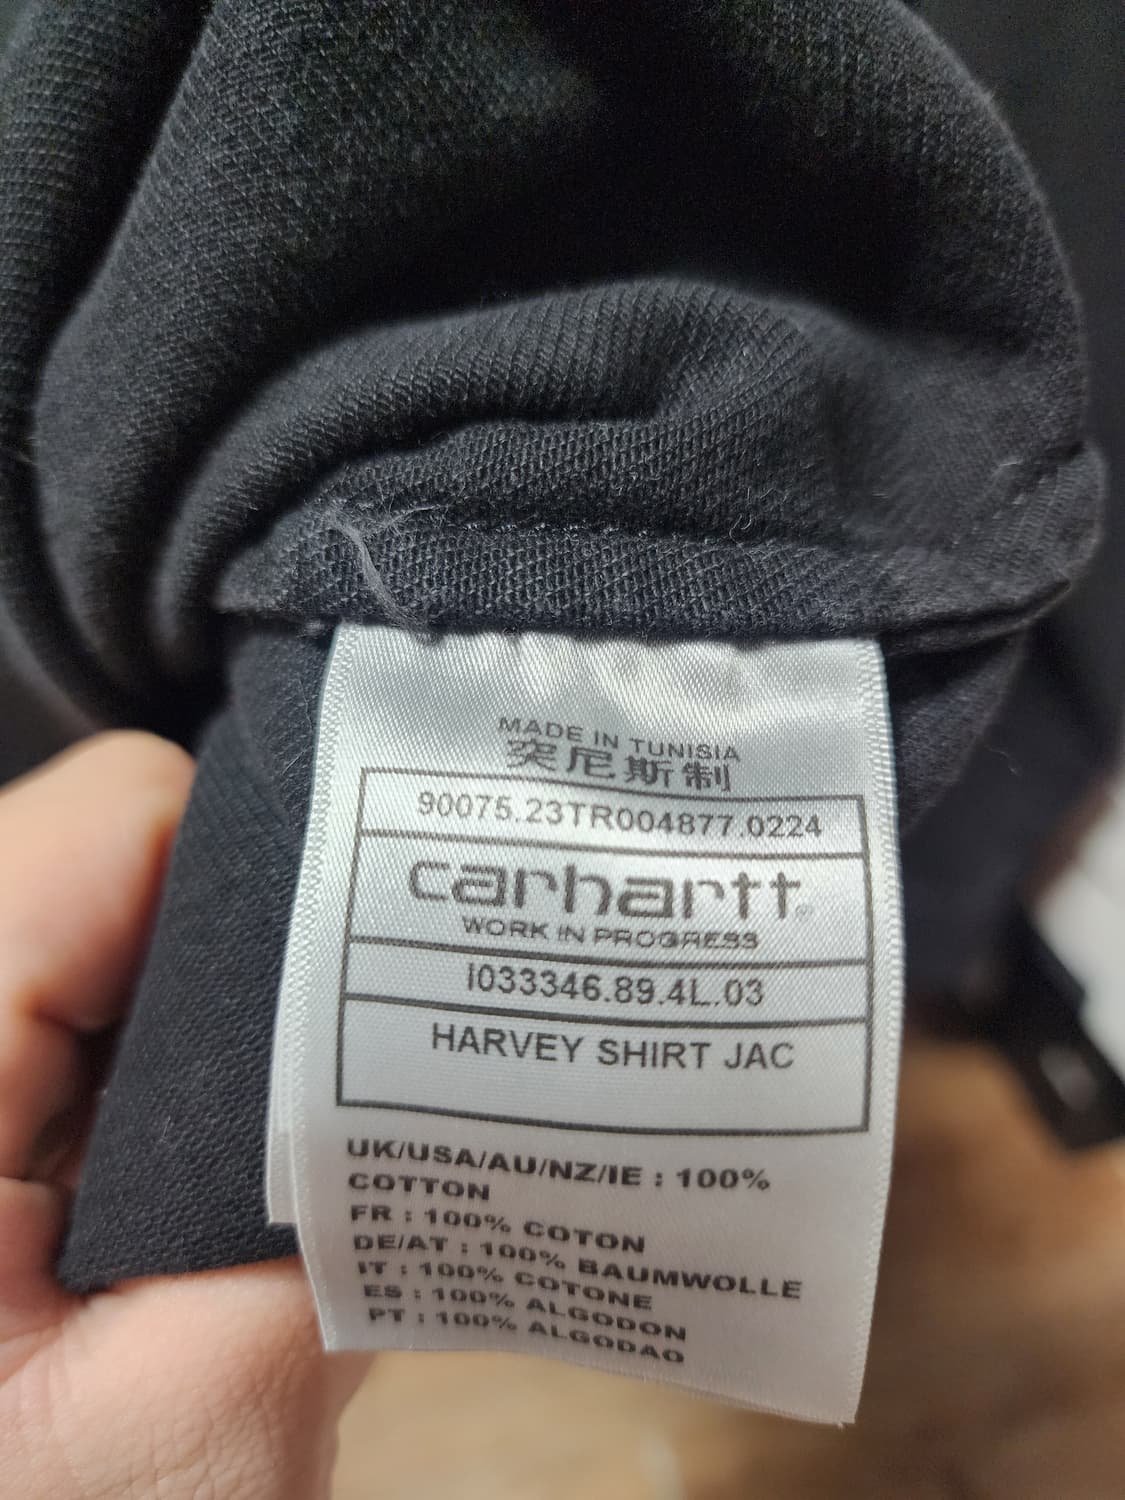 MADE IN TUNISIA
突尼斯制
90075.23TR004877.0224
carhartt®
WORK IN PROGRESS
I033346.89.4L.03
HARVEY SHIRT JAC
UK/USA/AU/NZ/IE : 100%
COTTON
FR : 100% COTON
DE/AT : 100% BAUMWOLLE
IT : 100% COTONE
ES : 100% ALGODON
PT : 100% ALGODAO